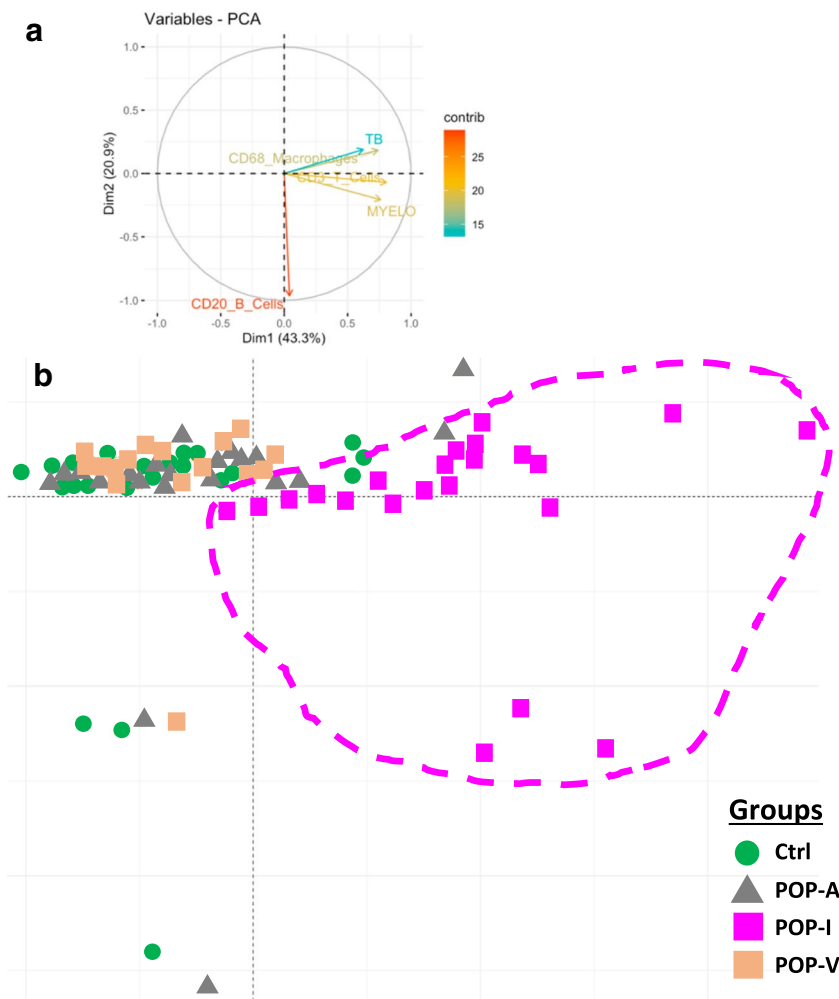 a
Variables - PCA
1.0
0.5
0.0
-0.5
-1.0
Dim2 (20.9%)
TB
CD68_Macrophages
CD3_T_Cells
MYELO
CD20_B_Cells
-1.0 -0.5 0.0 0.5 1.0
Dim1 (43.3%)
contrib
25
20
15
b
Groups
Ctrl
POP-A
POP-I
POP-V